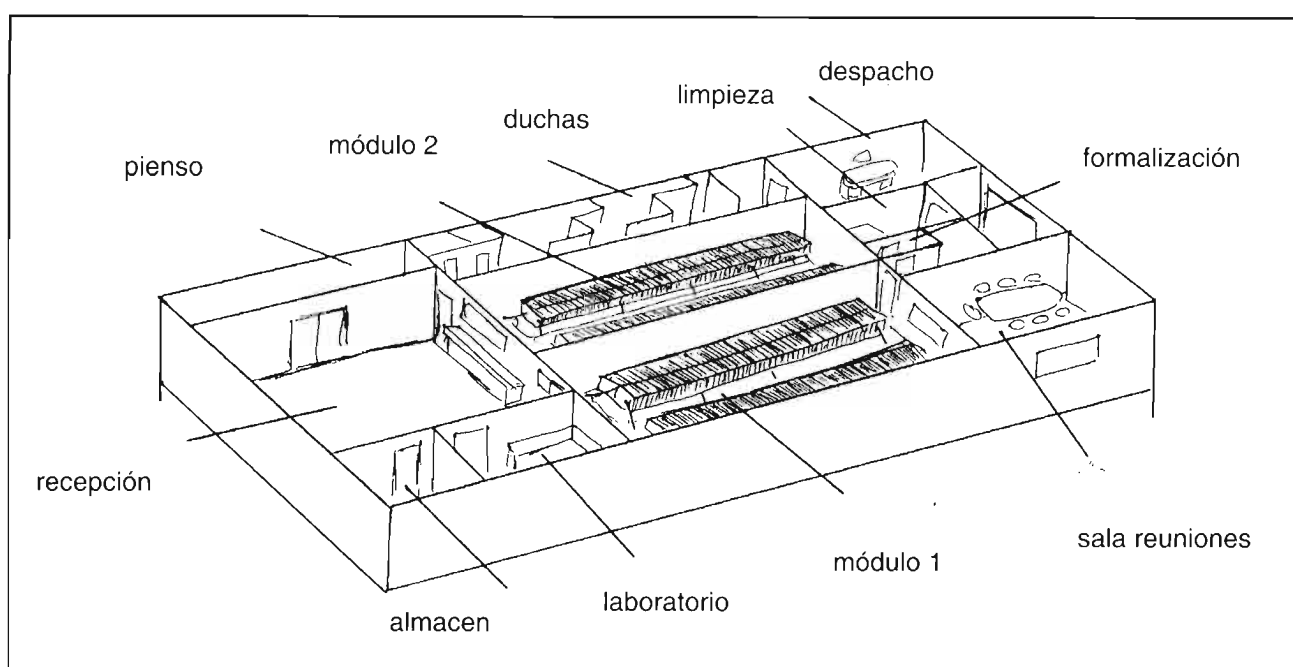 despacho
limpieza
duchas
módulo 2
formalización
pienso
recepción
sala reuniones
módulo 1
laboratorio
almacen